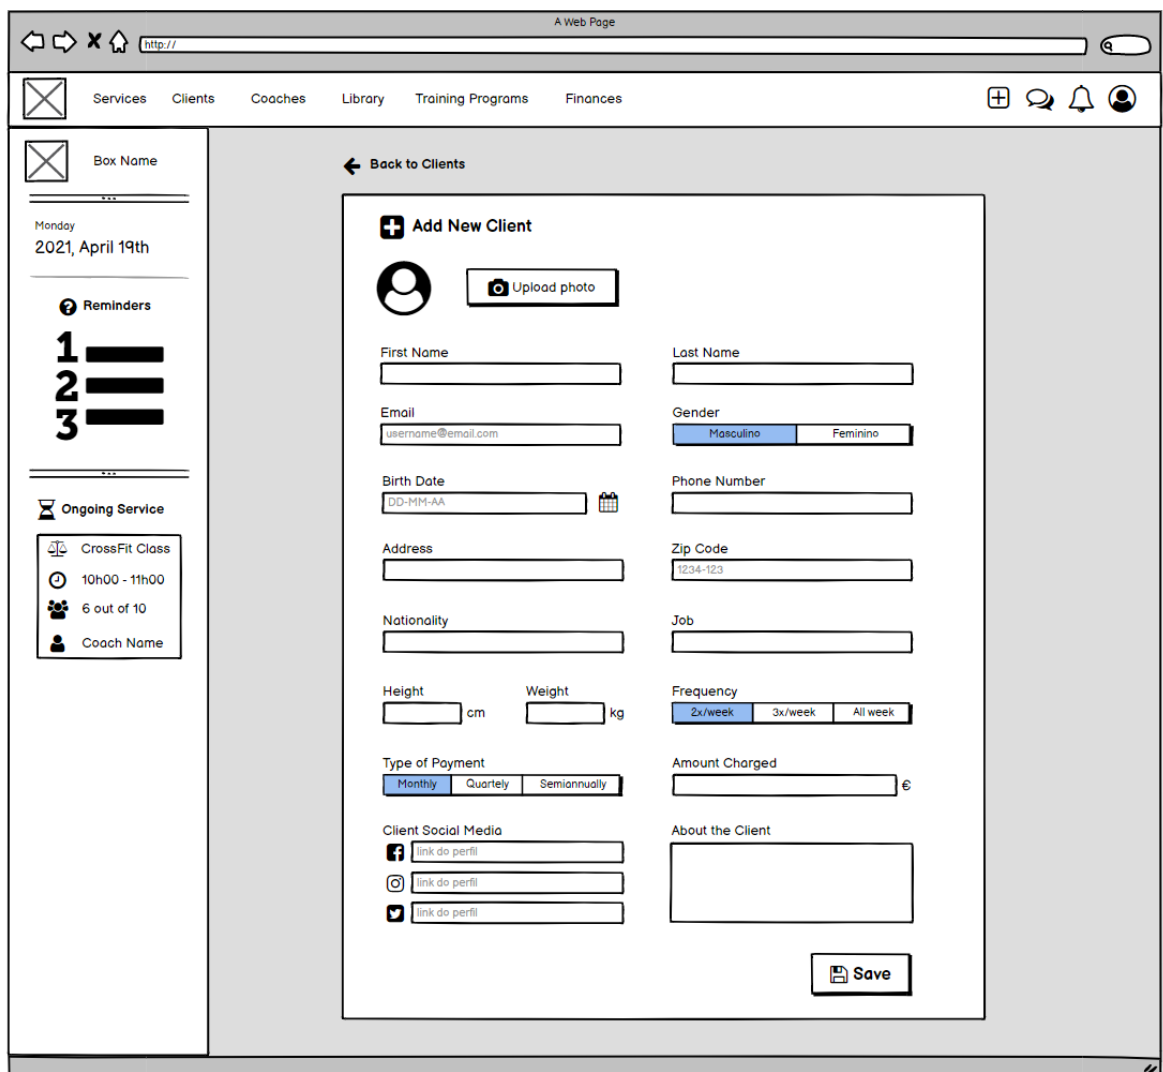 A Web Page
http://
Services Clients Coaches Library Training Programs Finances
Box Name
Monday
2021, April 19th
Reminders
1
2
3
Ongoing Service
CrossFit Class
10h00 - 11h00
6 out of 10
Coach Name
Back to Clients
Add New Client
Upload photo
First Name
Last Name
Email
username@email.com
Gender
Masculino Feminino
Birth Date
DD-MM-AA
Phone Number
Address
Zip Code
1234-123
Nationality
Job
Height
cm
Weight
kg
Frequency
2x/week 3x/week All week
Type of Payment
Monthly Quartely Semiannually
Amount Charged
€
Client Social Media
link do perfil
link do perfil
link do perfil
About the Client
Save